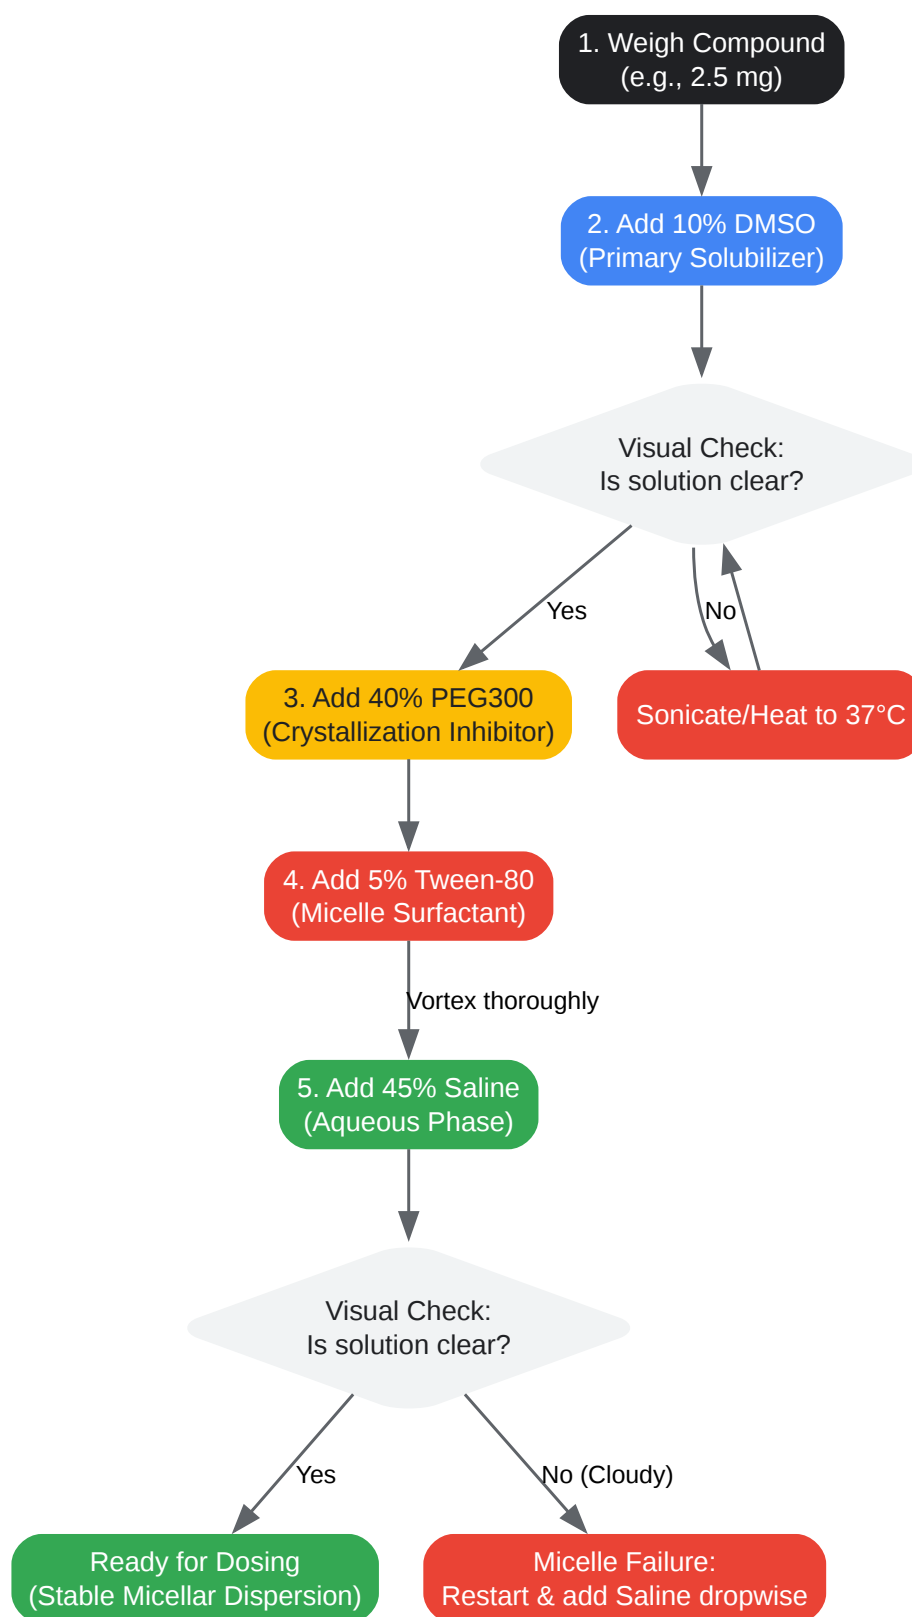 1. Weigh Compound
(e.g., 2.5 mg)
2. Add 10% DMSO
(Primary Solubilizer)
Visual Check:
Is solution clear?
Yes
No
3. Add 40% PEG300
(Crystallization Inhibitor)
Sonicate/Heat to 37°C
4. Add 5% Tween-80
(Micelle Surfactant)
Vortex thoroughly
5. Add 45% Saline
(Aqueous Phase)
Visual Check:
Is solution clear?
Yes
No (Cloudy)
Ready for Dosing
(Stable Micellar Dispersion)
Micelle Failure:
Restart & add Saline dropwise